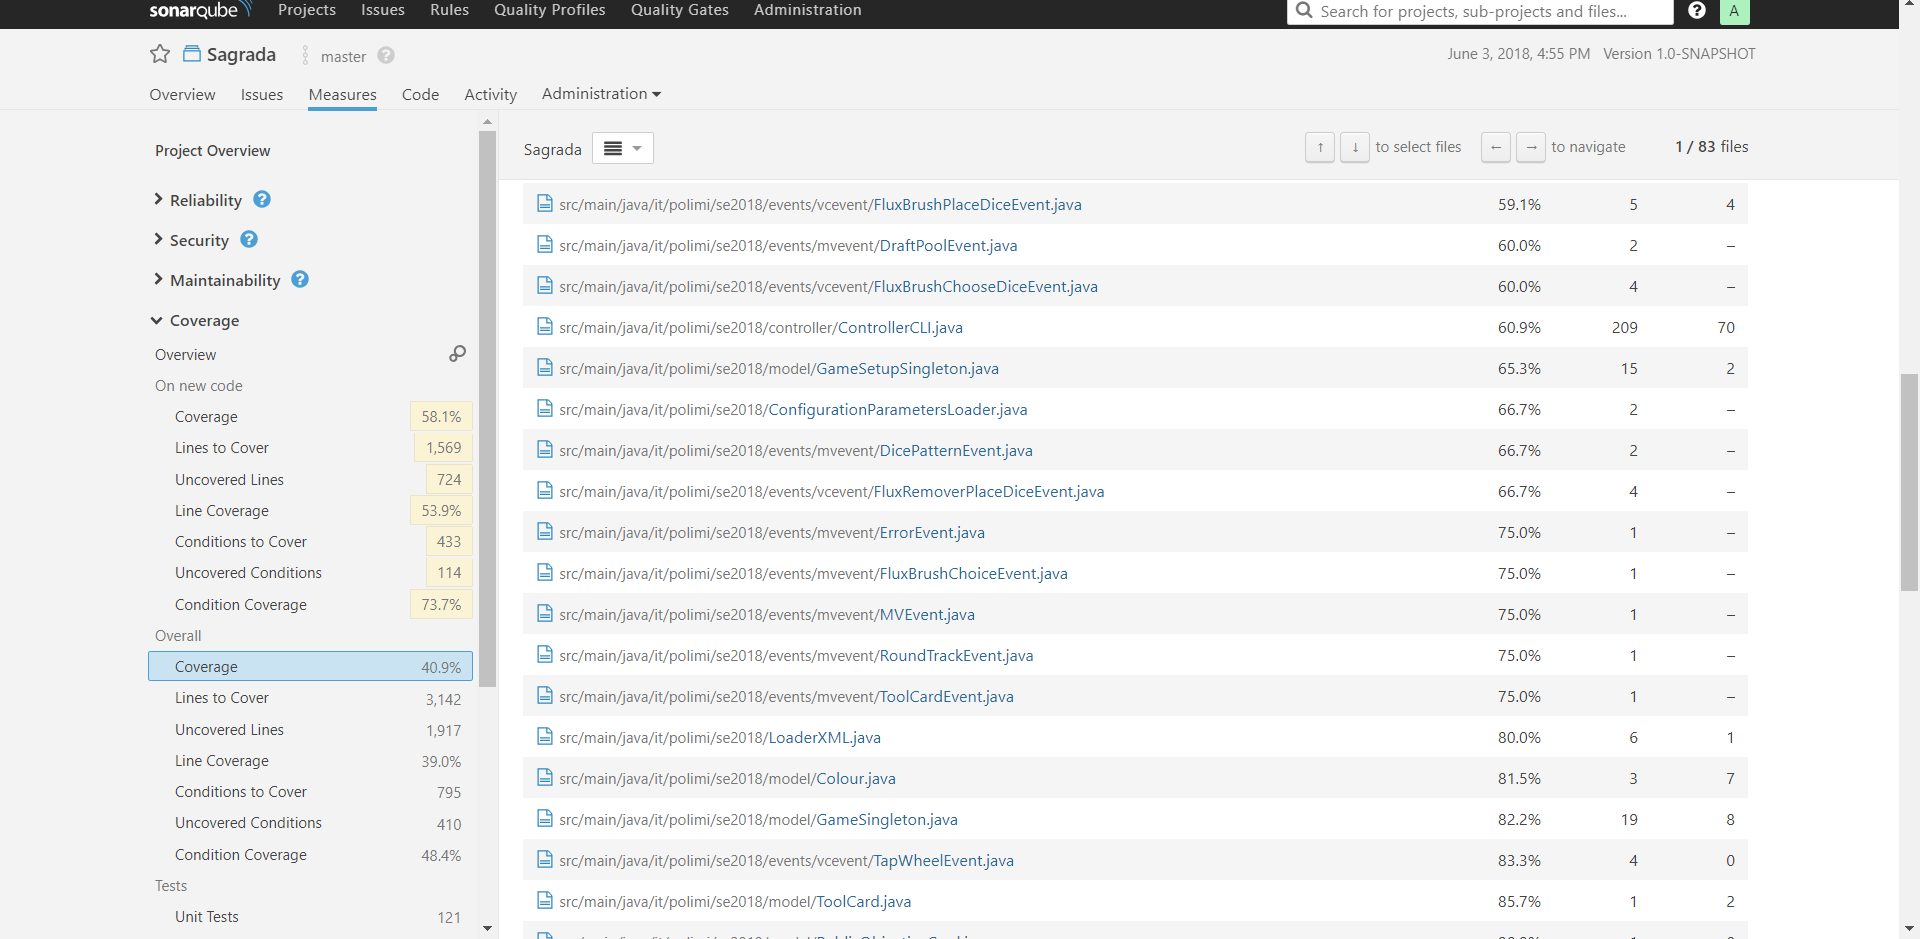 sonarqube Projects Issues Rules Quality Profiles Quality Gates Administration Search for projects, sub-projects and files... ? A
Sagrada master ? June 3, 2018, 4:55 PM Version 1.0-SNAPSHOT
Overview Issues Measures Code Activity Administration
Project Overview
Reliability ?
Security ?
Maintainability ?
Coverage
Overview
On new code
Coverage 58.1%
Lines to Cover 1,569
Uncovered Lines 724
Line Coverage 53.9%
Conditions to Cover 433
Uncovered Conditions 114
Condition Coverage 73.7%
Overall
Coverage 40.9%
Lines to Cover 3,142
Uncovered Lines 1,917
Line Coverage 39.0%
Conditions to Cover 795
Uncovered Conditions 410
Condition Coverage 48.4%
Tests
Unit Tests 121
Sagrada ↑ ↓ to select files ← → to navigate 1 / 83 files
src/main/java/it/polimi/se2018/events/vcevent/FluxBrushPlaceDiceEvent.java 59.1% 5 4
src/main/java/it/polimi/se2018/events/mvevent/DraftPoolEvent.java 60.0% 2 –
src/main/java/it/polimi/se2018/events/vcevent/FluxBrushChooseDiceEvent.java 60.0% 4 –
src/main/java/it/polimi/se2018/controller/ControllerCLI.java 60.9% 209 70
src/main/java/it/polimi/se2018/model/GameSetupSingleton.java 65.3% 15 2
src/main/java/it/polimi/se2018/ConfigurationParametersLoader.java 66.7% 2 –
src/main/java/it/polimi/se2018/events/mvevent/DicePatternEvent.java 66.7% 2 –
src/main/java/it/polimi/se2018/events/vcevent/FluxRemoverPlaceDiceEvent.java 66.7% 4 –
src/main/java/it/polimi/se2018/events/mvevent/ErrorEvent.java 75.0% 1 –
src/main/java/it/polimi/se2018/events/mvevent/FluxBrushChoiceEvent.java 75.0% 1 –
src/main/java/it/polimi/se2018/events/mvevent/MVEvent.java 75.0% 1 –
src/main/java/it/polimi/se2018/events/mvevent/RoundTrackEvent.java 75.0% 1 –
src/main/java/it/polimi/se2018/events/mvevent/ToolCardEvent.java 75.0% 1 –
src/main/java/it/polimi/se2018/LoaderXML.java 80.0% 6 1
src/main/java/it/polimi/se2018/model/Colour.java 81.5% 3 7
src/main/java/it/polimi/se2018/model/GameSingleton.java 82.2% 19 8
src/main/java/it/polimi/se2018/events/vcevent/TapWheelEvent.java 83.3% 4 0
src/main/java/it/polimi/se2018/model/ToolCard.java 85.7% 1 2